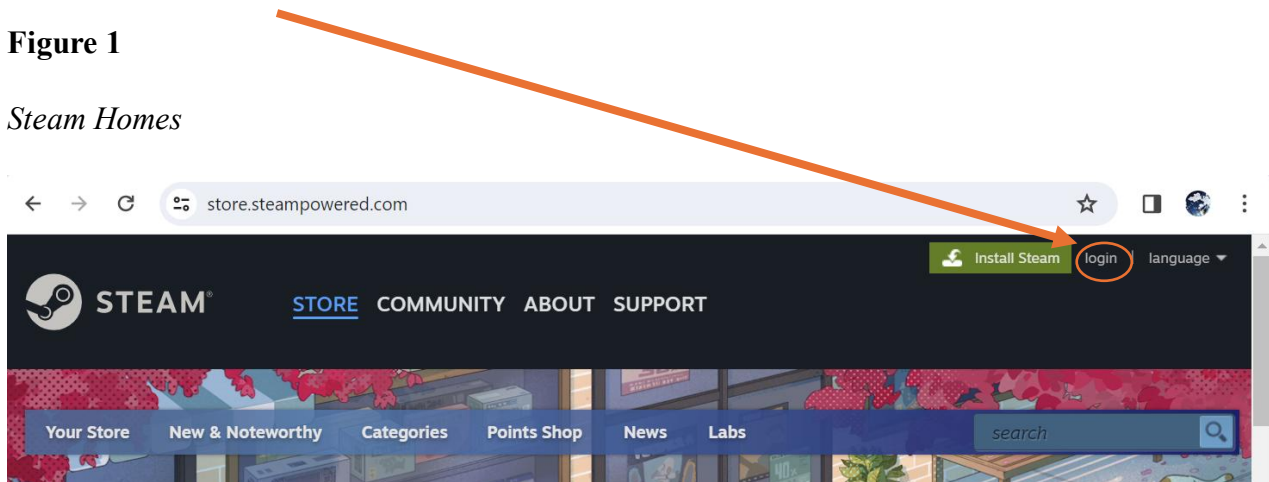 Figure 1
Steam Homes
store.steampowered.com
Install Steam login | language
STEAM®
STORE COMMUNITY ABOUT SUPPORT
Your Store New & Noteworthy Categories Points Shop News Labs search